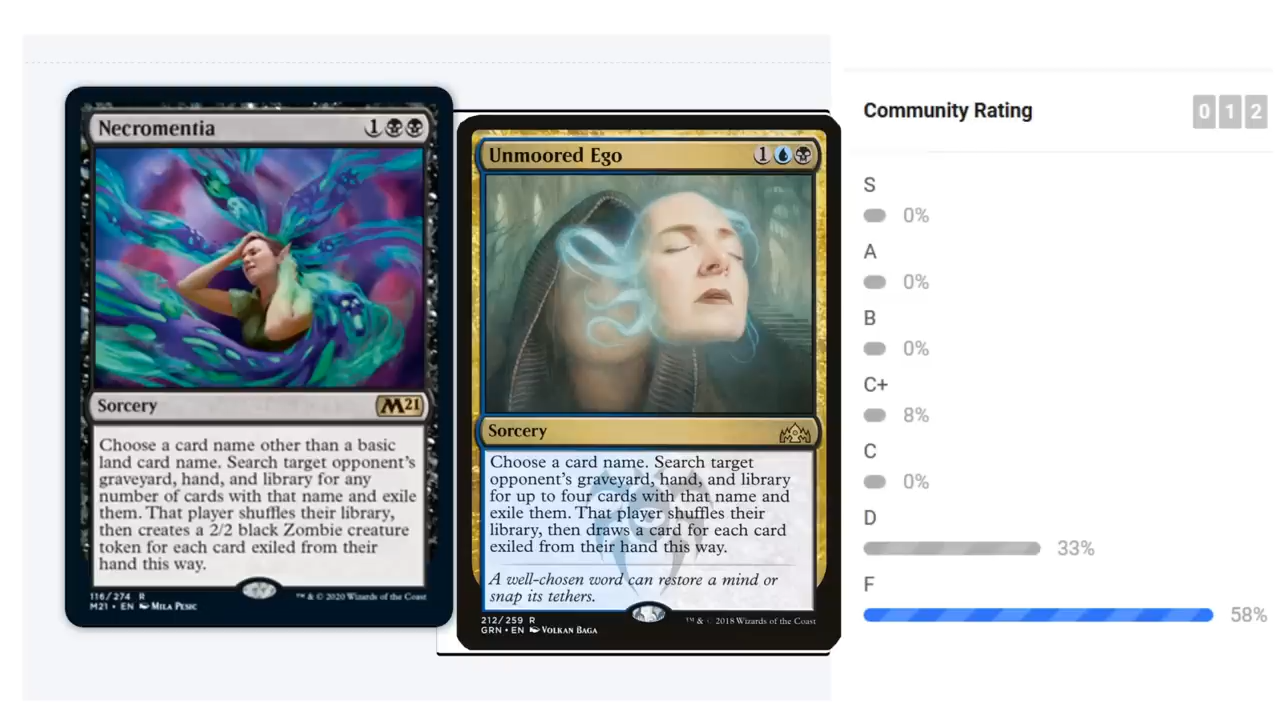 Necromentia
1
Sorcery
M21
Choose a card name other than a basic
land card name. Search target opponent's
graveyard, hand, and library for any
number of cards with that name and exile
them. That player shuffles their library,
then creates a 2/2 black Zombie creature
token for each card exiled from their
hand this way.
116/274 R
M21 • EN MILA PESIC
™ & © 2020 Wizards of the Coast
Unmoored Ego
1
Sorcery
Choose a card name. Search target
opponent's graveyard, hand, and library
for up to four cards with that name and
exile them. That player shuffles their
library, then draws a card for each card
exiled from their hand this way.
A well-chosen word can restore a mind or
snap its tethers.
212/259 R
GRN • EN VOLKAN BAGA
™ & © 2018 Wizards of the Coast
Community Rating
0 1 2
S
0%
A
0%
B
0%
C+
8%
C
0%
D
33%
F
58%